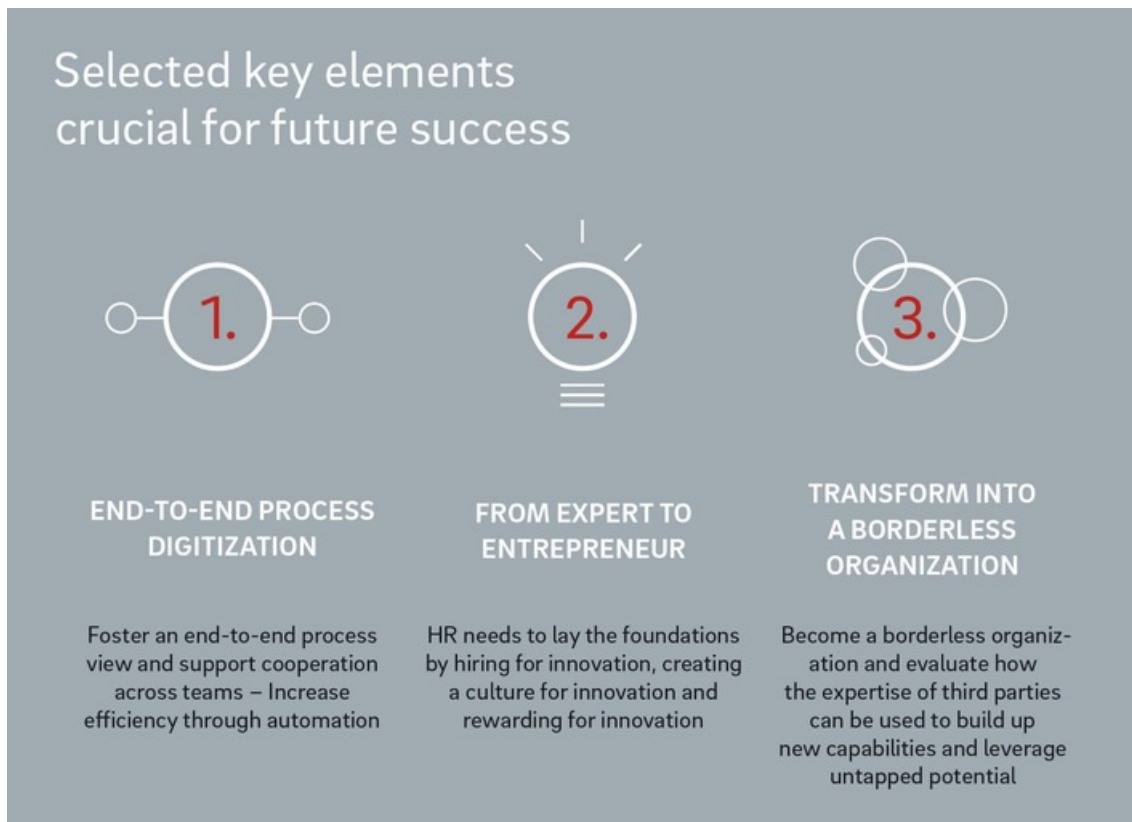 Selected key elements
crucial for future success
1.
END-TO-END PROCESS
DIGITIZATION
Foster an end-to-end process
view and support cooperation
across teams – Increase
efficiency through automation
2.
FROM EXPERT TO
ENTREPRENEUR
HR needs to lay the foundations
by hiring for innovation, creating
a culture for innovation and
rewarding for innovation
3.
TRANSFORM INTO
A BORDERLESS
ORGANIZATION
Become a borderless organiz-
ation and evaluate how
the expertise of third parties
can be used to build up
new capabilities and leverage
untapped potential